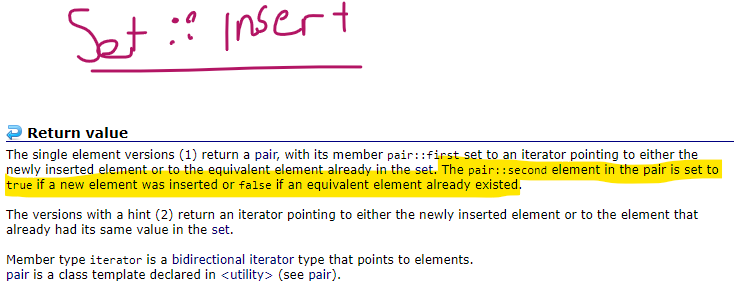 Set :: insert
Return value
The single element versions (1) return a pair, with its member pair::first set to an iterator pointing to either the
newly inserted element or to the equivalent element already in the set. The pair::second element in the pair is set to
true if a new element was inserted or false if an equivalent element already existed.
The versions with a hint (2) return an iterator pointing to either the newly inserted element or to the element that
already had its same value in the set.
Member type iterator is a bidirectional iterator type that points to elements.
pair is a class template declared in <utility> (see pair).